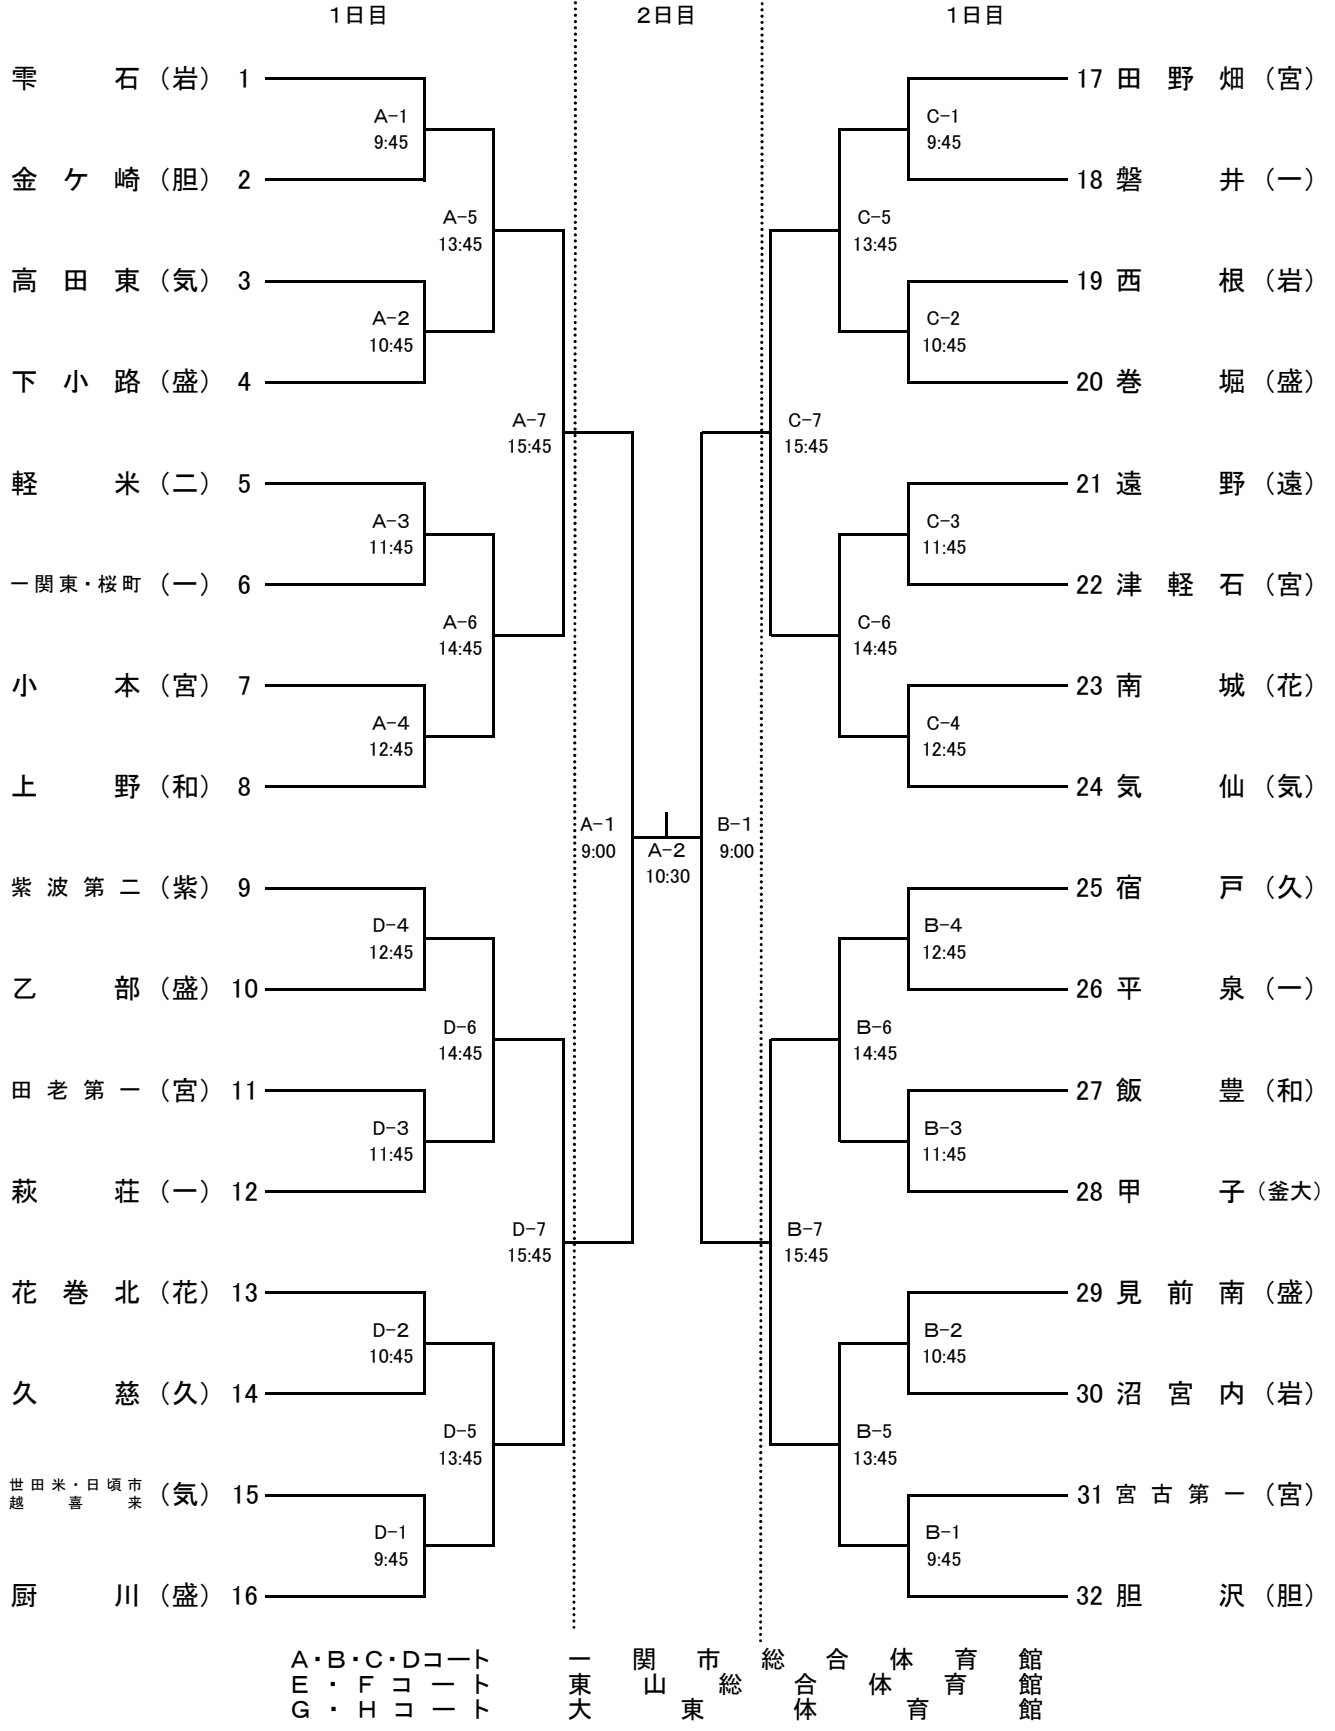 1日目 2日目 1日目
雫石（岩） 1
A-1
9:45
金ケ崎（胆） 2
A-5
13:45
高田東（気） 3
A-2
10:45
下小路（盛） 4
A-7
15:45
軽米（二） 5
A-3
11:45
一関東・桜町（一） 6
A-6
14:45
小本（宮） 7
A-4
12:45
上野（和） 8
紫波第二（紫） 9
D-4
12:45
乙部（盛） 10
D-6
14:45
田老第一（宮） 11
D-3
11:45
萩荘（一） 12
D-7
15:45
花巻北（花） 13
D-2
10:45
久慈（久） 14
D-5
13:45
世田米・日頃市
越喜来
（気） 15
D-1
9:45
厨川（盛） 16
A-1
9:00
A-2
10:30
B-1
9:00
17 田野畑（宮）
C-1
9:45
18 磐井（一）
C-5
13:45
19 西根（岩）
C-2
10:45
20 巻堀（盛）
C-7
15:45
21 遠野（遠）
C-3
11:45
22 津軽石（宮）
C-6
14:45
23 南城（花）
C-4
12:45
24 気仙（気）
25 宿戸（久）
B-4
12:45
26 平泉（一）
B-6
14:45
27 飯豊（和）
B-3
11:45
28 甲子（釜大）
B-7
15:45
29 見前南（盛）
B-2
10:45
30 沼宮内（岩）
B-5
13:45
31 宮古第一（宮）
B-1
9:45
32 胆沢（胆）
A・B・C・Dコート 一関市総合体育館
E・Fコート 東山総合体育館
G・Hコート 大東体育館